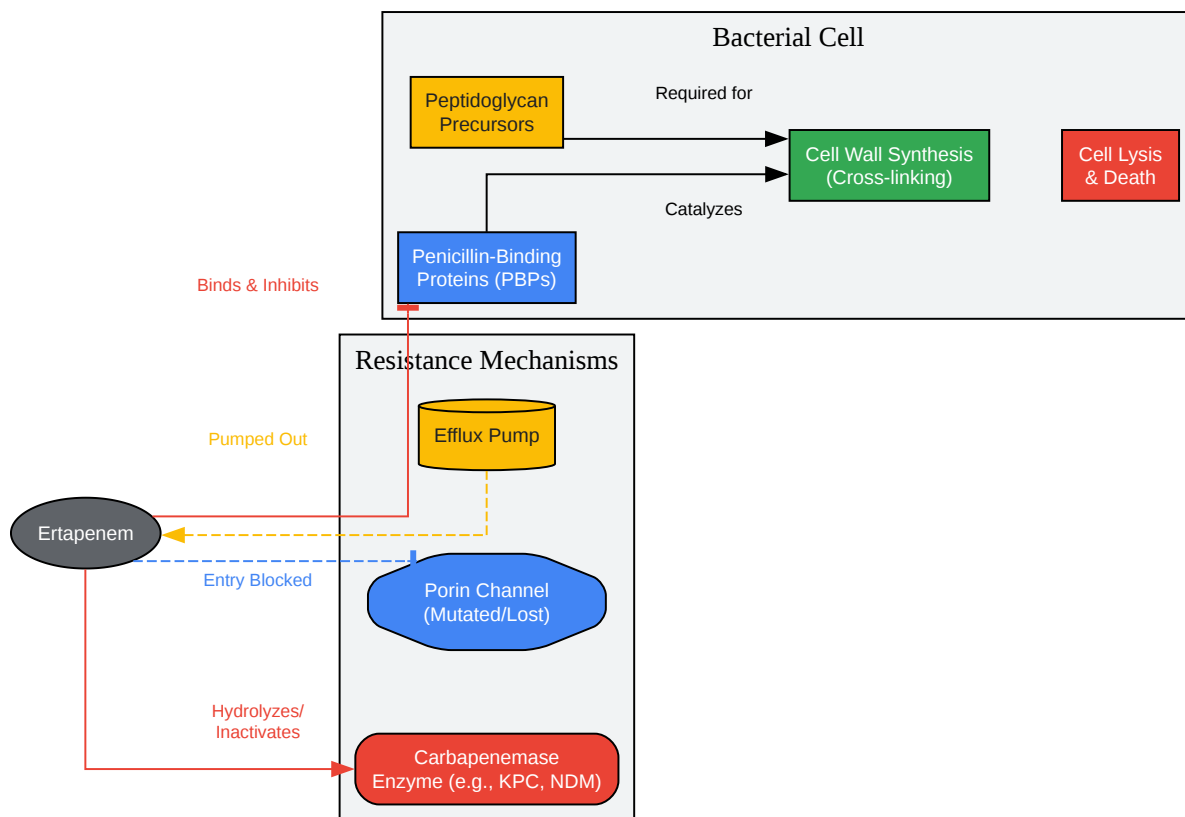 Bacterial Cell
Peptidoglycan
Precursors
Required for
Cell Wall Synthesis
(Cross-linking)
Cell Lysis
& Death
Catalyzes
Penicillin-Binding
Proteins (PBPs)
Binds & Inhibits
Resistance Mechanisms
Efflux Pump
Pumped Out
Ertapenem
Entry Blocked
Porin Channel
(Mutated/Lost)
Hydrolyzes/
Inactivates
Carbapenemase
Enzyme (e.g., KPC, NDM)